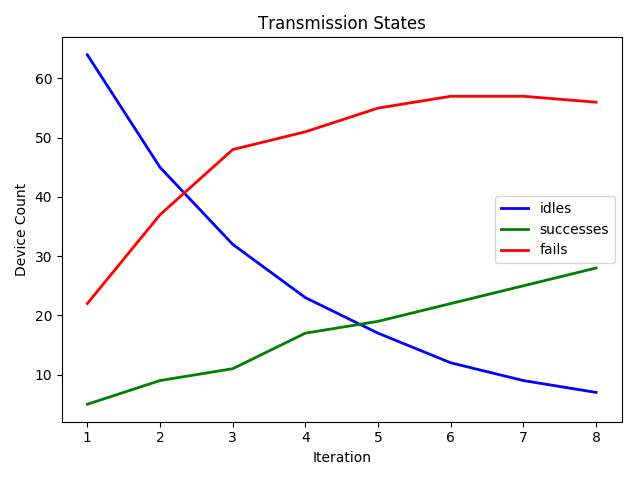 Transmission States
Device Count
60
50
40
30
20
10
idles
successes
fails
1 2 3 4 5 6 7 8
Iteration